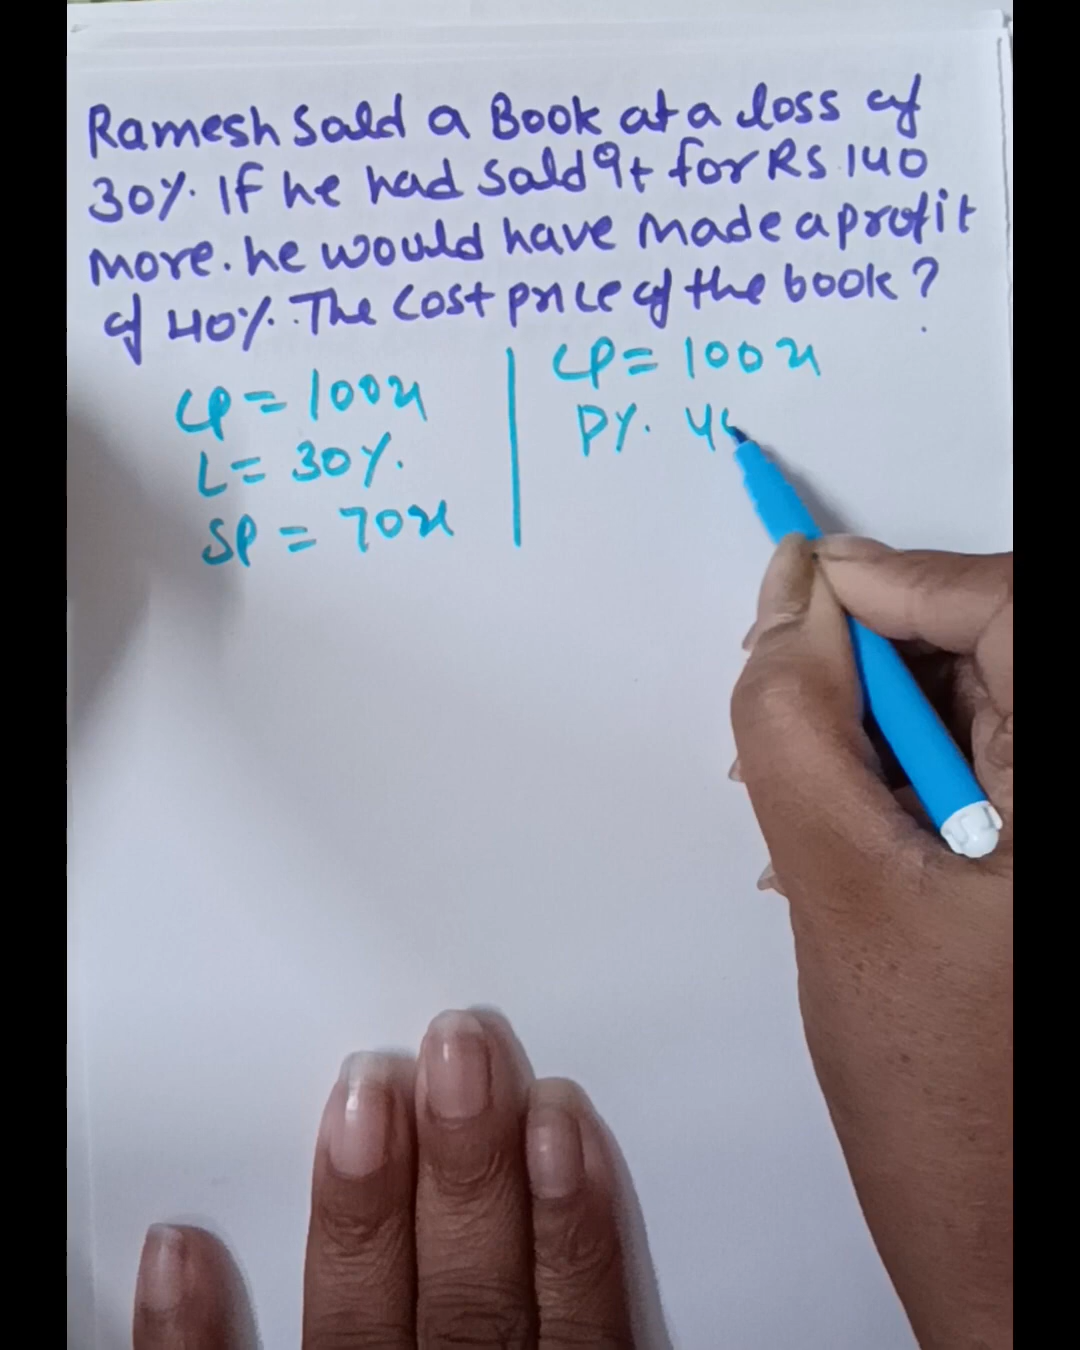 Ramesh Sold a Book at a loss of
30%. If he had sold it for RS 140
more. he would have made a profit
of 40%. The cost price of the book ?
CP = 100x
L = 30%.
SP = 70x
CP = 100x
P%. 40